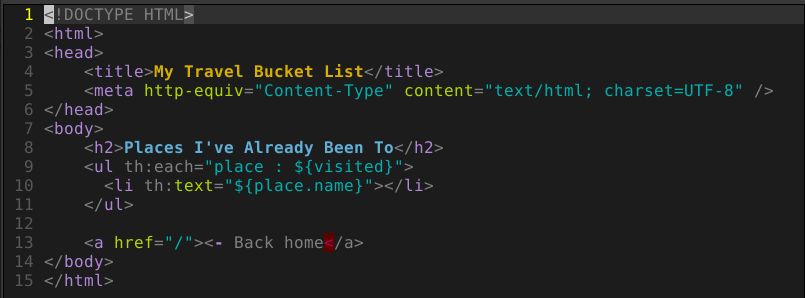 1 <!DOCTYPE HTML>
2 <html>
3 <head>
4     <title>My Travel Bucket List</title>
5     <meta http-equiv="Content-Type" content="text/html; charset=UTF-8" />
6 </head>
7 <body>
8     <h2>Places I've Already Been To</h2>
9     <ul th:each="place : ${visited}">
10       <li th:text="${place.name}"></li>
11     </ul>
12
13     <a href="/"><- Back home</a>
14 </body>
15 </html>